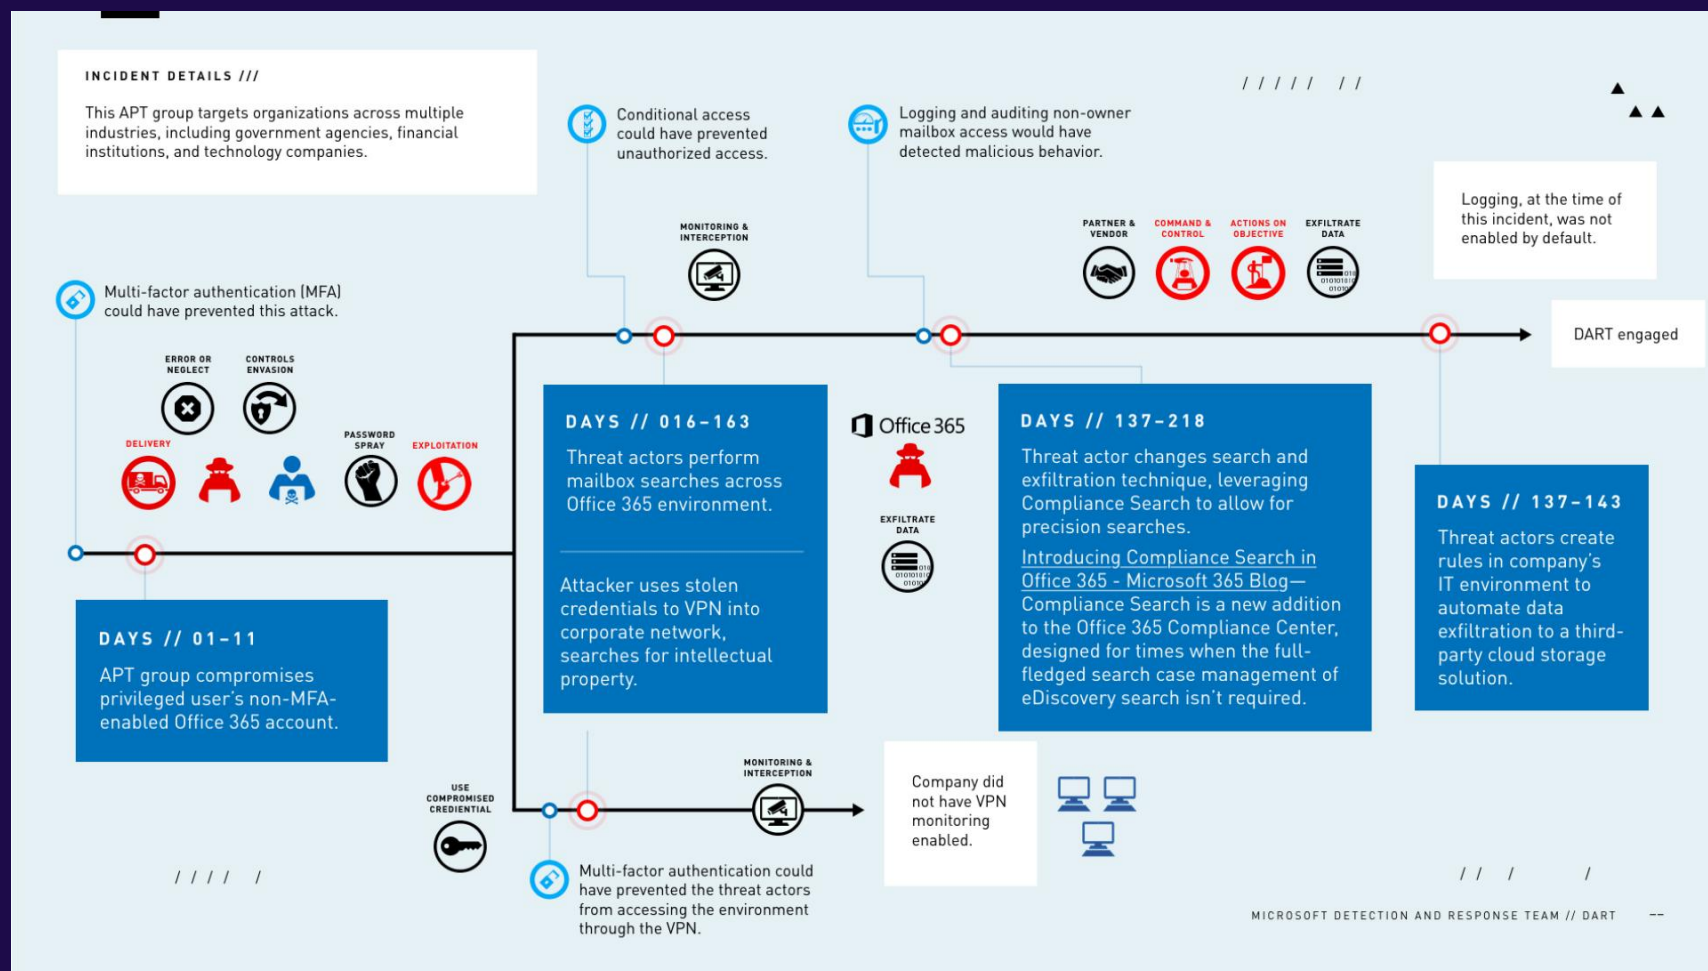 INCIDENT DETAILS ///
This APT group targets organizations across multiple
industries, including government agencies, financial
institutions, and technology companies.
Conditional access
could have prevented
unauthorized access.
Logging and auditing non-owner
mailbox access would have
detected malicious behavior.
///// //
Logging, at the time of
this incident, was not
enabled by default.
MONITORING &
INTERCEPTION
PARTNER &
VENDOR
COMMAND &
CONTROL
ACTIONS ON
OBJECTIVE
EXFILTRATE
DATA
010
01010101
01010
Multi-factor authentication (MFA)
could have prevented this attack.
DART engaged
ERROR OR
NEGLECT
CONTROLS
ENVASION
DELIVERY
PASSWORD
SPRAY
EXPLOITATION
DAYS // 01–11
APT group compromises
privileged user's non-MFA-
enabled Office 365 account.
DAYS // 016–163
Threat actors perform
mailbox searches across
Office 365 environment.
Attacker uses stolen
credentials to VPN into
corporate network,
searches for intellectual
property.
Office 365
EXFILTRATE
DATA
010
01010101
01010
DAYS // 137–218
Threat actor changes search and
exfiltration technique, leveraging
Compliance Search to allow for
precision searches.
Introducing Compliance Search in
Office 365 - Microsoft 365 Blog—
Compliance Search is a new addition
to the Office 365 Compliance Center,
designed for times when the full-
fledged search case management of
eDiscovery search isn't required.
DAYS // 137–143
Threat actors create
rules in company's
IT environment to
automate data
exfiltration to a third-
party cloud storage
solution.
USE
COMPROMISED
CREDIENTIAL
MONITORING &
INTERCEPTION
Company did
not have VPN
monitoring
enabled.
Multi-factor authentication could
have prevented the threat actors
from accessing the environment
through the VPN.
//// /
// / /
MICROSOFT DETECTION AND RESPONSE TEAM // DART